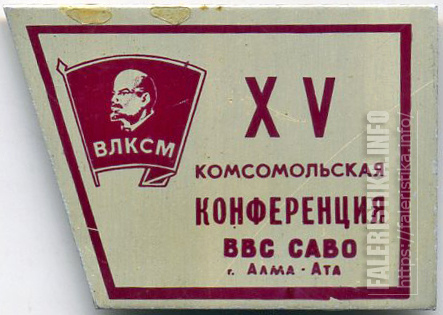 ВЛКСМ
XV
КОМСОМОЛЬСКАЯ
КОНФЕРЕНЦИЯ
ВВС САВО
г. АЛМА-АТА
FALERISTIKA.INFO
https://faleristika.info/